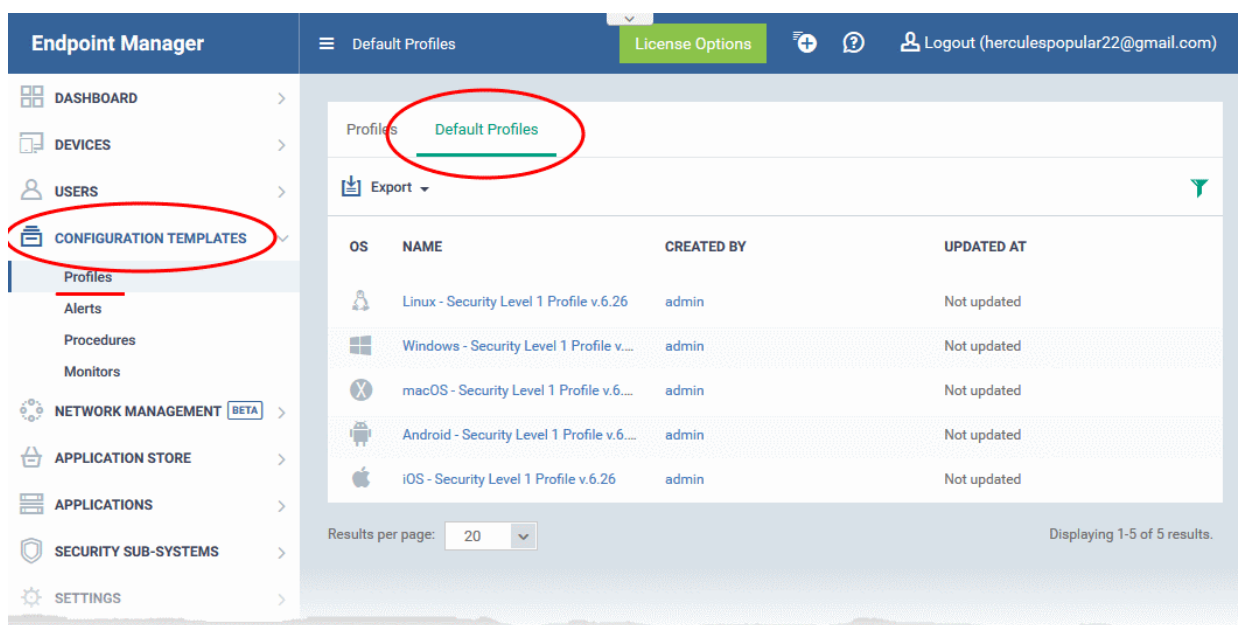 Endpoint Manager
Default Profiles
License Options
Logout (herculespopular22@gmail.com)
DASHBOARD
DEVICES
USERS
CONFIGURATION TEMPLATES
Profiles
Alerts
Procedures
Monitors
NETWORK MANAGEMENT BETA
APPLICATION STORE
APPLICATIONS
SECURITY SUB-SYSTEMS
SETTINGS
Profiles Default Profiles
Export
OS NAME CREATED BY UPDATED AT
Linux - Security Level 1 Profile v.6.26 admin Not updated
Windows - Security Level 1 Profile v.... admin Not updated
macOS - Security Level 1 Profile v.6.... admin Not updated
Android - Security Level 1 Profile v.6.... admin Not updated
iOS - Security Level 1 Profile v.6.26 admin Not updated
Results per page: 20 Displaying 1-5 of 5 results.